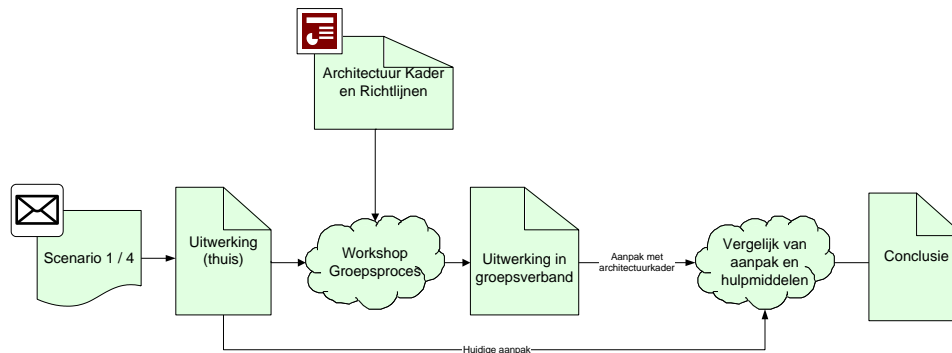 Architectuur Kader
en Richtlijnen
Scenario 1 / 4
Uitwerking
(thuis)
Workshop
Groepsproces
Uitwerking in
groepsverband
Aanpak met
architectuurkader
Vergelijk van
aanpak en
hulpmiddelen
Conclusie
Huidige aanpak